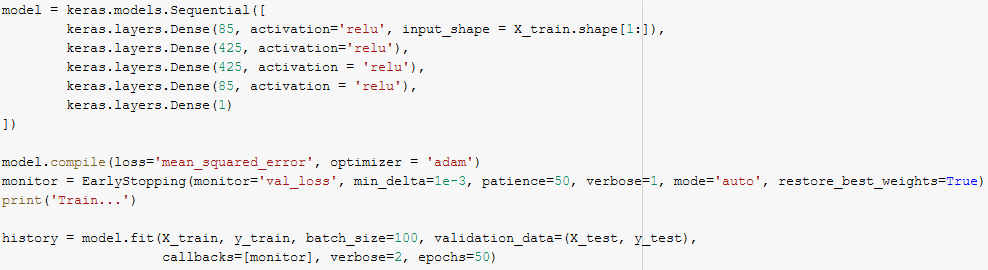 model = keras.models.Sequential([
        keras.layers.Dense(85, activation='relu', input_shape = X_train.shape[1:]),
        keras.layers.Dense(425, activation='relu'),
        keras.layers.Dense(425, activation = 'relu'),
        keras.layers.Dense(85, activation = 'relu'),
        keras.layers.Dense(1)
])

model.compile(loss='mean_squared_error', optimizer = 'adam')
monitor = EarlyStopping(monitor='val_loss', min_delta=1e-3, patience=50, verbose=1, mode='auto', restore_best_weights=True)
print('Train...')

history = model.fit(X_train, y_train, batch_size=100, validation_data=(X_test, y_test),
                    callbacks=[monitor], verbose=2, epochs=50)